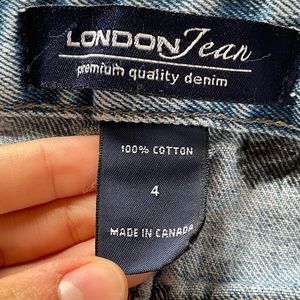 LONDON Jean
premium quality denim
100% COTTON
4
MADE IN CANADA